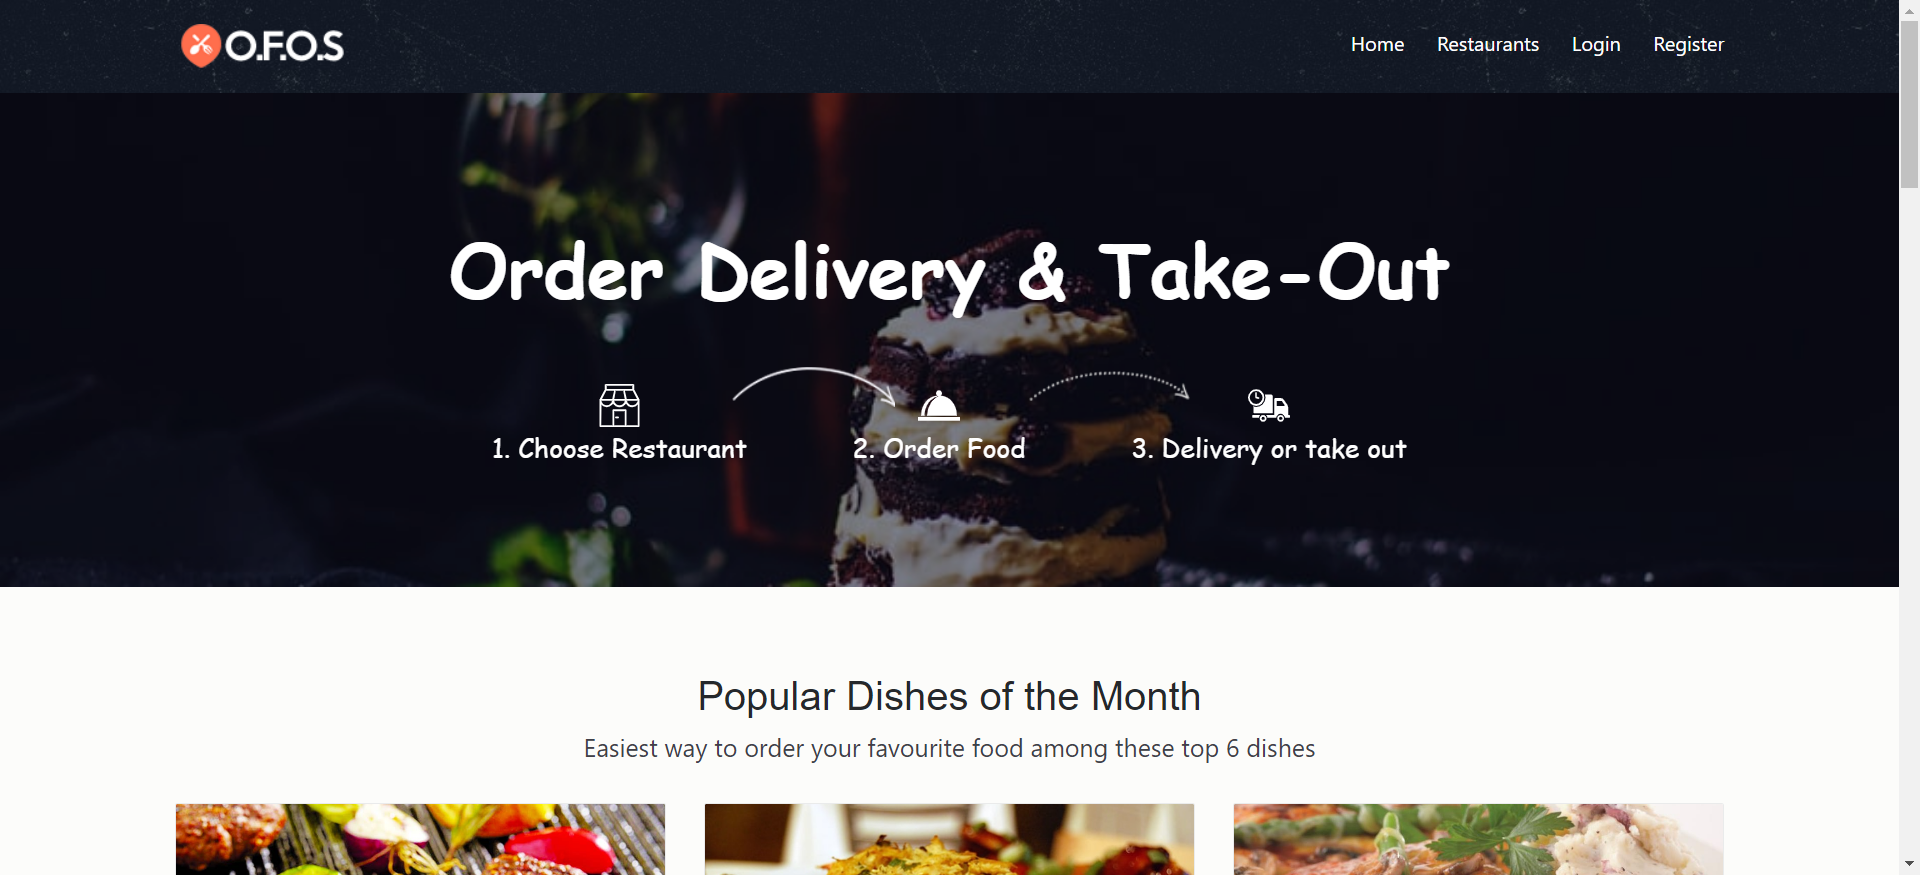 O.F.O.S
Home Restaurants Login Register
Order Delivery & Take-Out
1. Choose Restaurant 2. Order Food 3. Delivery or take out
Popular Dishes of the Month
Easiest way to order your favourite food among these top 6 dishes